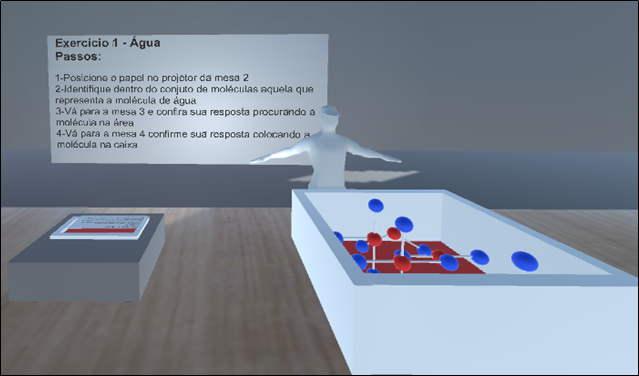 Exercício 1 - Água
Passos:
1-Posicione o papel no projetor da mesa 2
2-Identifique dentro do conjuto de moléculas aquela que
representa a molécula de água
3-Vá para a mesa 3 e confira sua resposta procurando a
molécula na área
4-Vá para a mesa 4 confirme sua resposta colocando a
molécula na caixa